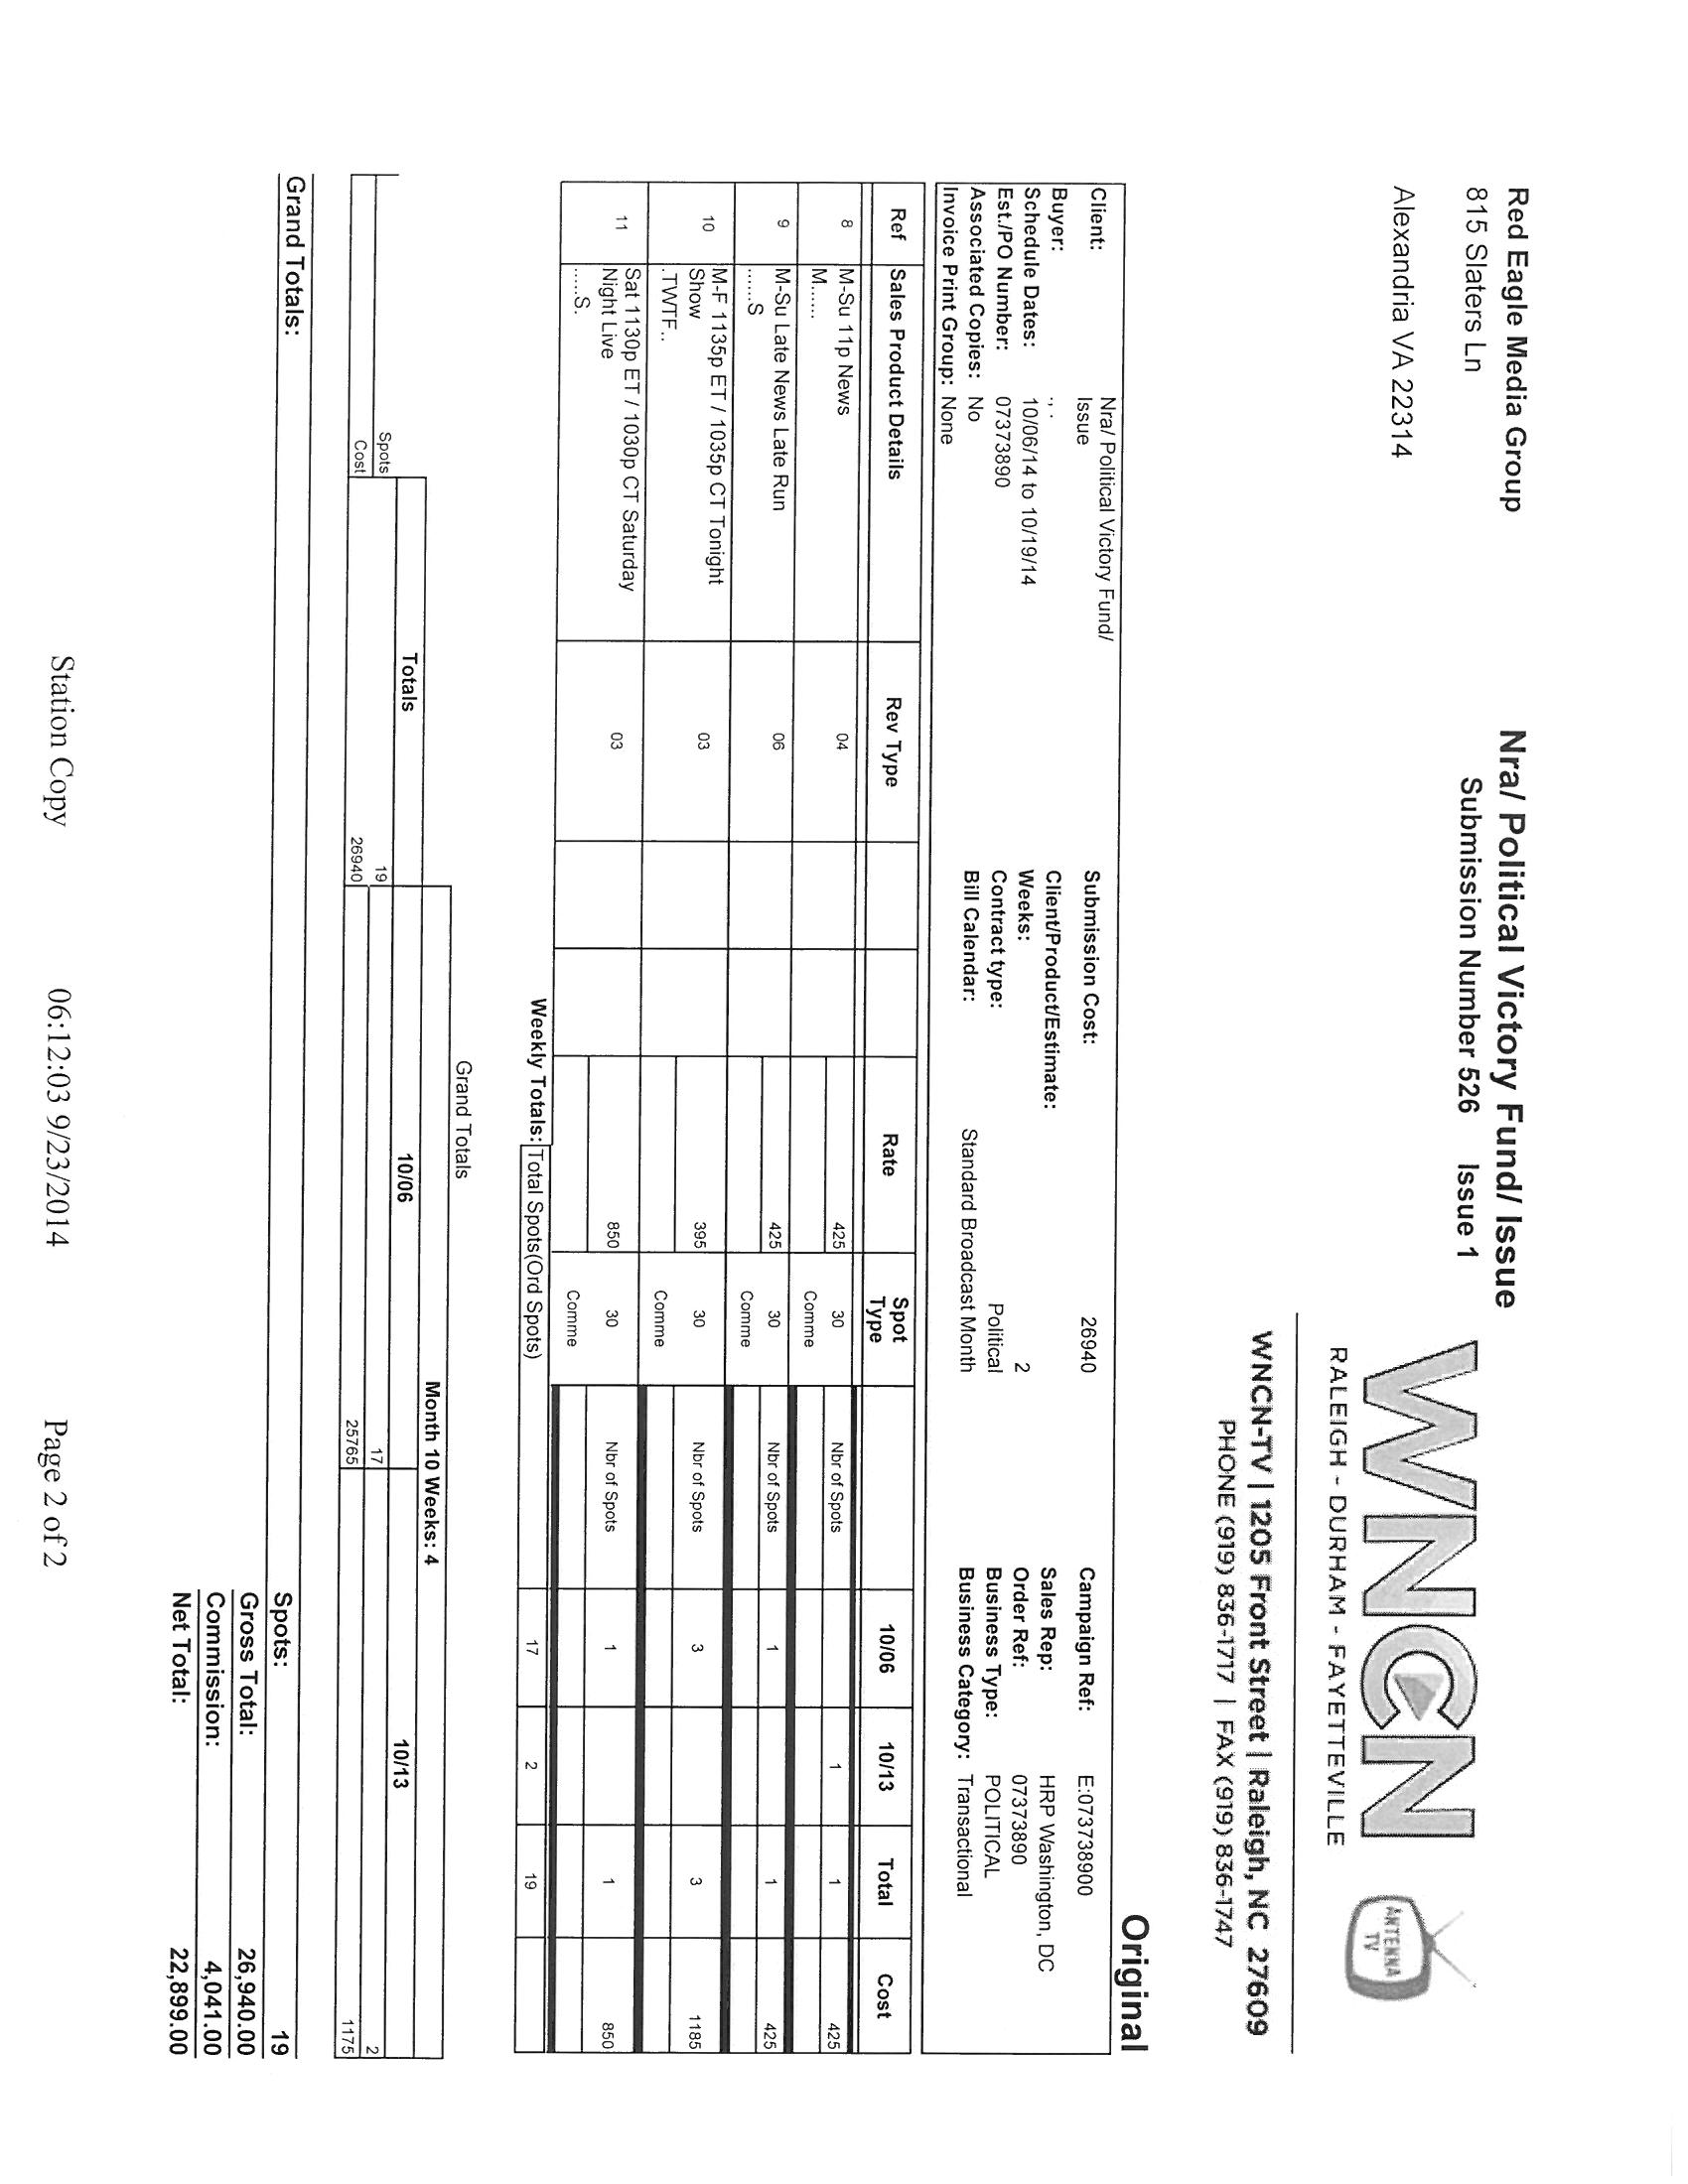 Red Eagle Media Group
815 Slaters Ln
Alexandria VA 22314
Nra/ Political Victory Fund/ Issue
Submission Number 526 Issue 1
WNCN
RALEIGH - DURHAM - FAYETTEVILLE
ANTENNA TV
WNCN-TV | 1205 Front Street | Raleigh, NC 27609
PHONE (919) 836-1717 | FAX (919) 836-1747
Original
Client: Nra/ Political Victory Fund/ Submission Cost: 26940 Campaign Ref: E:073738900
Issue
Buyer: ., . Client/Product/Estimate: Sales Rep: HRP Washington, DC
Schedule Dates: 10/06/14 to 10/19/14 Weeks: 2 Order Ref: 07373890
Est./PO Number: 07373890 Contract type: Political Business Type: POLITICAL
Associated Copies: No Bill Calendar: Standard Broadcast Month Business Category: Transactional
Invoice Print Group: None
Ref Sales Product Details Rev Type Rate Spot Type 10/06 10/13 Total Cost
8 M-Su 11p News 04 425 30 Nbr of Spots 1 1 425
M...... Comme
9 M-Su Late News Late Run 06 425 30 Nbr of Spots 1 1 425
......S Comme
10 M-F 1135p ET / 1035p CT Tonight 03 395 30 Nbr of Spots 3 3 1185
Show
.TWTF.. Comme
11 Sat 1130p ET / 1030p CT Saturday 03 850 30 Nbr of Spots 1 1 850
Night Live
.....S. Comme
Weekly Totals: Total Spots(Ord Spots) 17 2 19
Grand Totals
Month 10 Weeks: 4
Totals 10/06 10/13
Spots 19 17 2
Cost 26940 25765 1175
Grand Totals:
Spots: 19
Gross Total: 26,940.00
Commission: 4,041.00
Net Total: 22,899.00
Station Copy 06:12:03 9/23/2014 Page 2 of 2